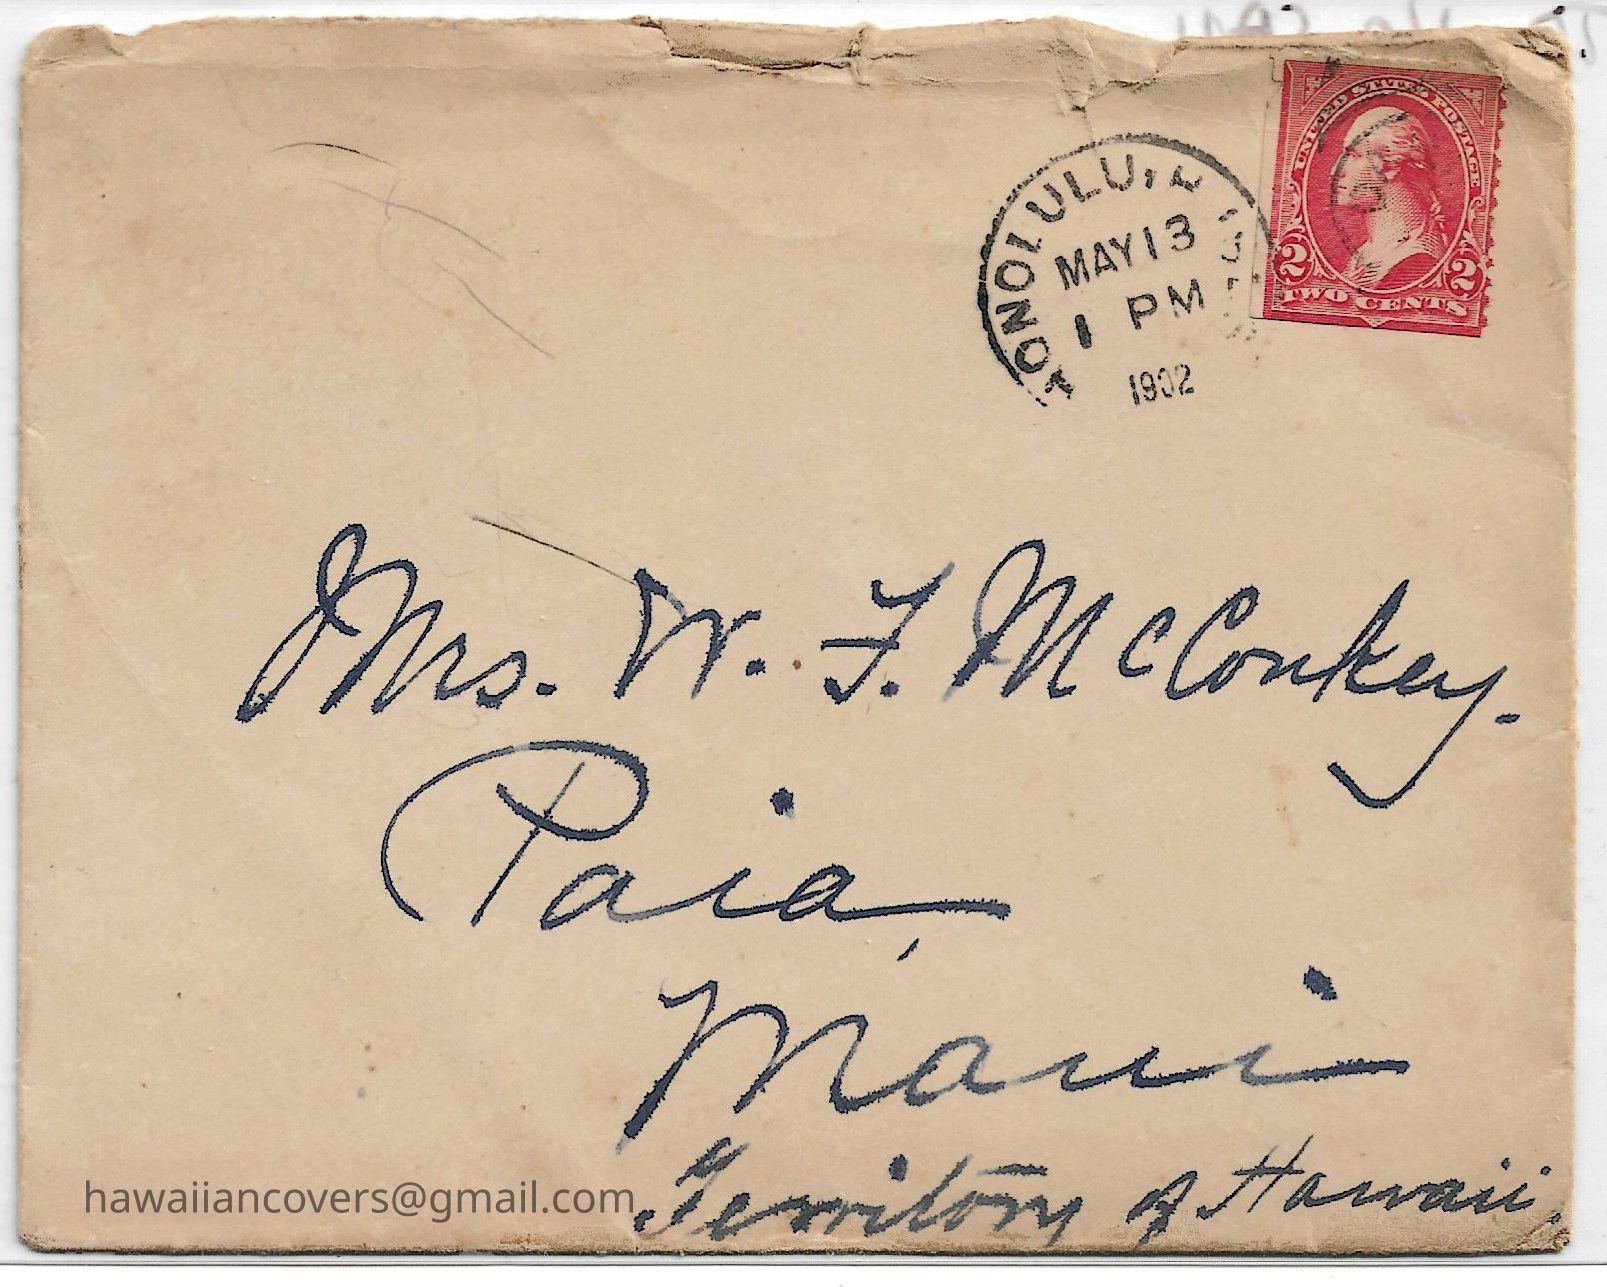 HONOLULU,
MAY 13
1 PM
1902
UNITED STATES POSTAGE
2 2
TWO CENTS
Mrs. W. F. McConkey.
Paia,
Maui
Territory of Hawaii.
hawaiiancovers@gmail.com